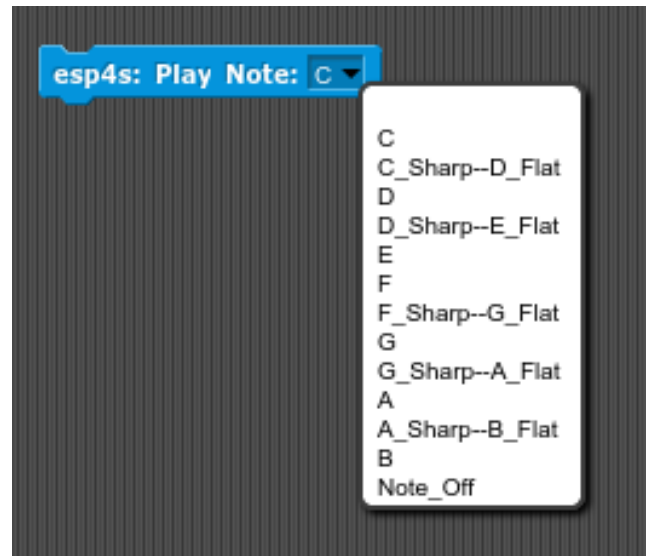 esp4s: Play Note: C
C
C_Sharp--D_Flat
D
D_Sharp--E_Flat
E
F
F_Sharp--G_Flat
G
G_Sharp--A_Flat
A
A_Sharp--B_Flat
B
Note_Off